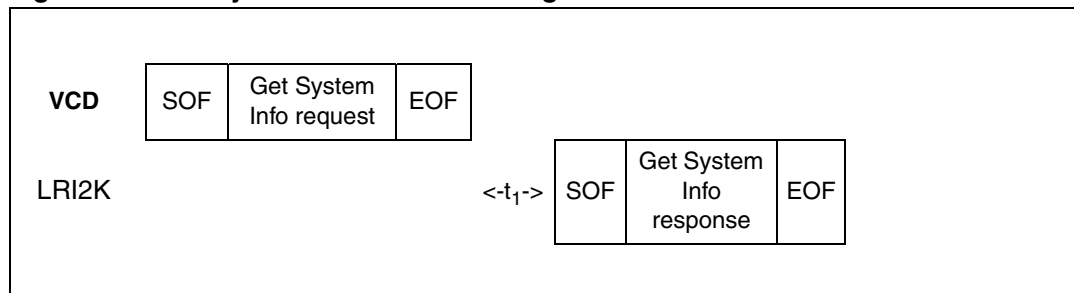 VCD
SOF
Get System
Info request
EOF
LRI2K
<-t1->
SOF
Get System
Info
response
EOF